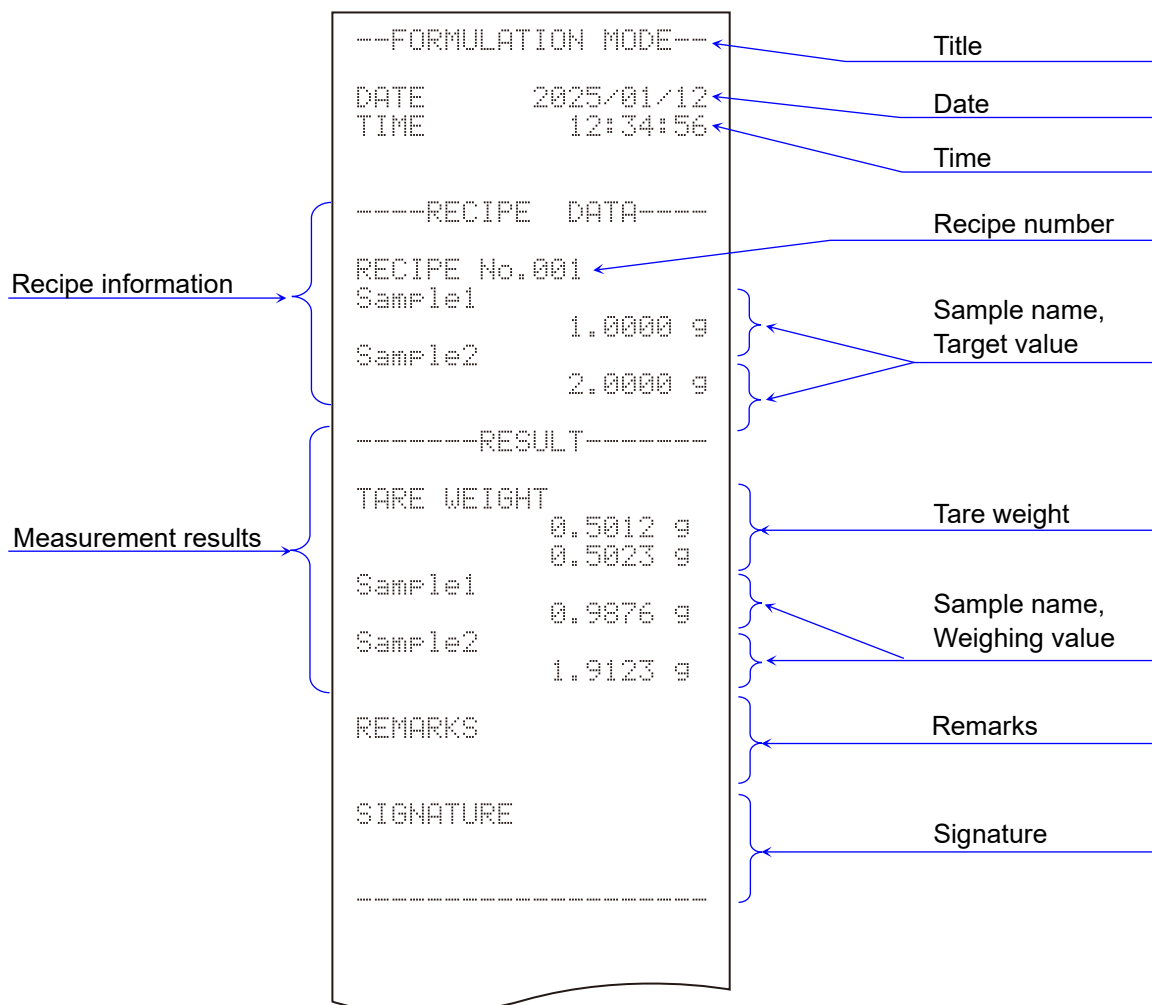 --FORMULATION MODE--
Title
DATE 2025/01/12
Date
TIME 12:34:56
Time
----RECIPE DATA----
Recipe number
RECIPE No.001
Recipe information
Sample1
1.0000 g
Sample name,
Target value
Sample2
2.0000 g
-------RESULT-------
TARE WEIGHT
0.5012 g
0.5023 g
Tare weight
Measurement results
Sample1
0.9876 g
Sample name,
Weighing value
Sample2
1.9123 g
REMARKS
Remarks
SIGNATURE
Signature
--------------------